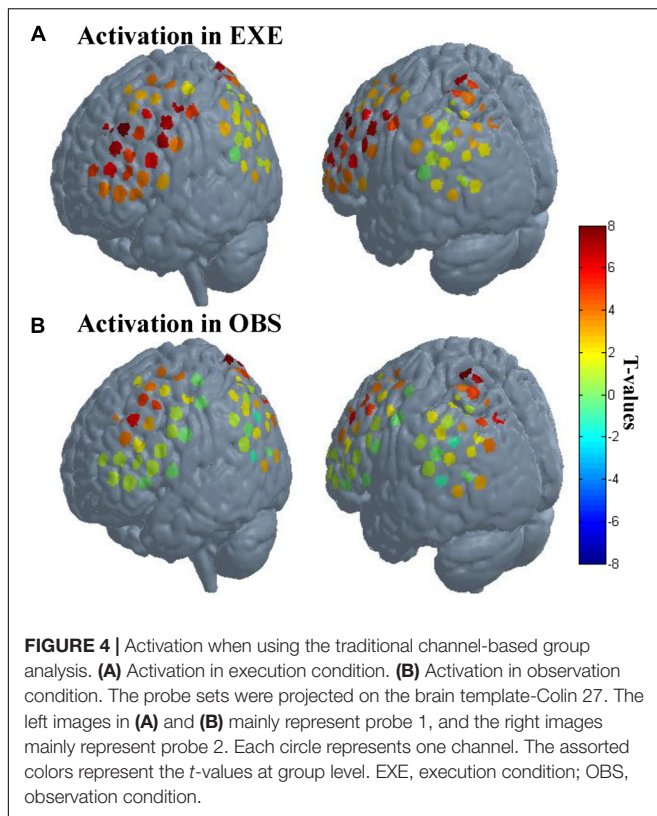 A Activation in EXE
B Activation in OBS
8
6
4
2
0
-2
-4
-6
-8
T-values
FIGURE 4 | Activation when using the traditional channel-based group
analysis. (A) Activation in execution condition. (B) Activation in observation
condition. The probe sets were projected on the brain template-Colin 27. The
left images in (A) and (B) mainly represent probe 1, and the right images
mainly represent probe 2. Each circle represents one channel. The assorted
colors represent the t-values at group level. EXE, execution condition; OBS,
observation condition.